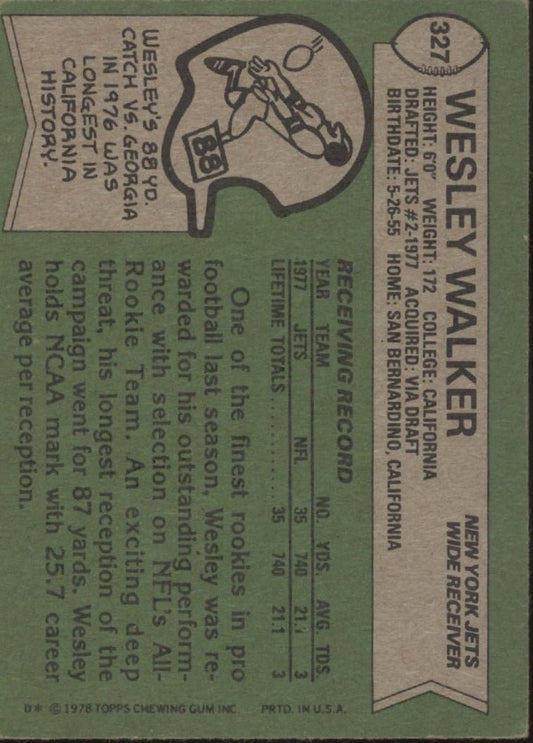 327
WESLEY WALKER
NEW YORK JETS
WIDE RECEIVER
HEIGHT: 6'0" WEIGHT: 172 COLLEGE: CALIFORNIA
DRAFTED: JETS #2-1977 ACQUIRED: VIA DRAFT
BIRTHDATE: 5-26-55 HOME: SAN BERNARDINO, CALIFORNIA
88
WESLEY'S 88 YD.
CATCH VS. GEORGIA
IN 1976 WAS
LONGEST IN
CALIFORNIA
HISTORY.
RECEIVING RECORD
YEAR TEAM NO. YDS. AVG TDS.
1977 JETS NFL 35 740 21.1 3
LIFETIME TOTALS .......... 35 740 21.1 3
One of the finest rookies in pro
football last season, Wesley was re-
warded for his outstanding perform-
ance with selection on NFL's All-
Rookie Team. An exciting deep
threat, his longest reception of the
campaign went for 87 yards. Wesley
holds NCAA mark with 25.7 career
average per reception.
D* © 1978 TOPPS CHEWING GUM INC. PRTD. IN U.S.A.